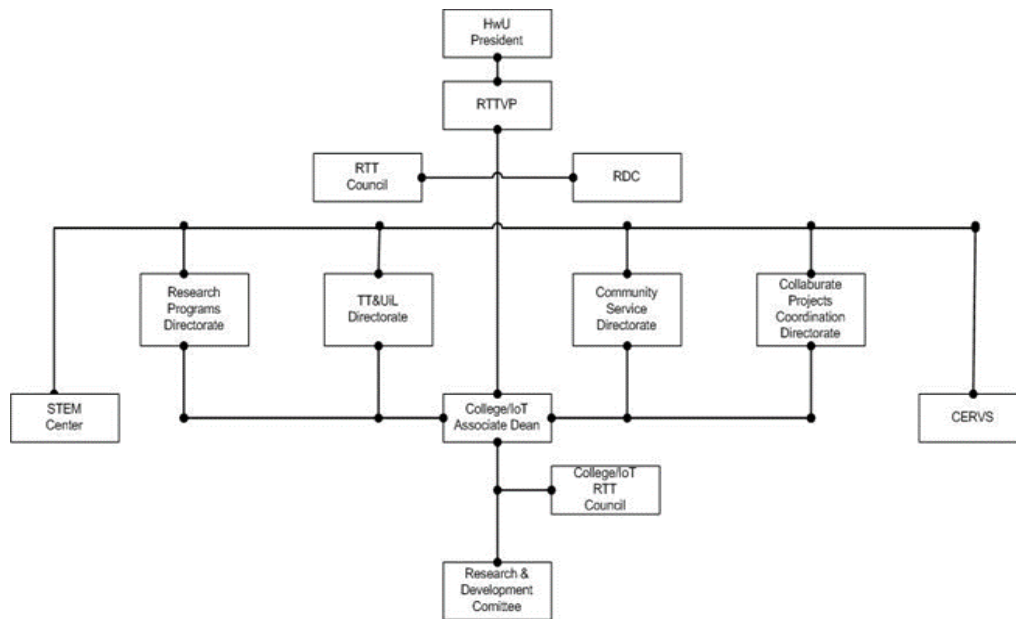 HwU
President
RTTVP
RTT
Council
RDC
Research
Programs
Directorate
TT&UiL
Directorate
Community
Service
Directorate
Collaburate
Projects
Coordination
Directorate
STEM
Center
College/IoT
Associate Dean
CERVS
College/IoT
RTT
Council
Research &
Development
Comittee